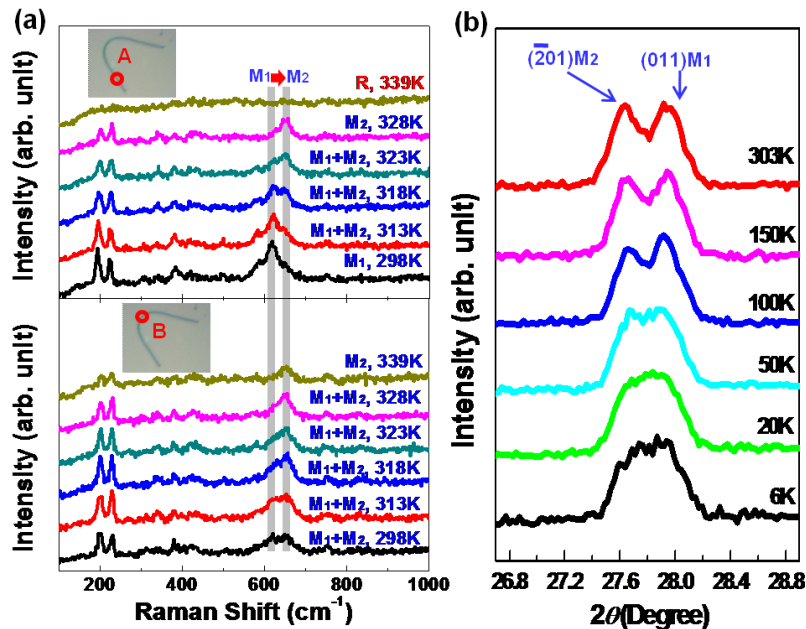 (a)
A
M₁ M₂
R, 339K
M₂, 328K
M₁+M₂, 323K
M₁+M₂, 318K
M₁+M₂, 313K
M₁, 298K
Intensity (arb. unit)
B
M₂, 339K
M₁+M₂, 328K
M₁+M₂, 323K
M₁+M₂, 318K
M₁+M₂, 313K
M₁+M₂, 298K
Intensity (arb. unit)
200 400 600 800 1000
Raman Shift (cm⁻¹)
(b)
(2̄01)M₂ (011)M₁
303K
150K
100K
50K
20K
6K
Intensity (arb. unit)
26.8 27.2 27.6 28.0 28.4 28.8
2θ(Degree)